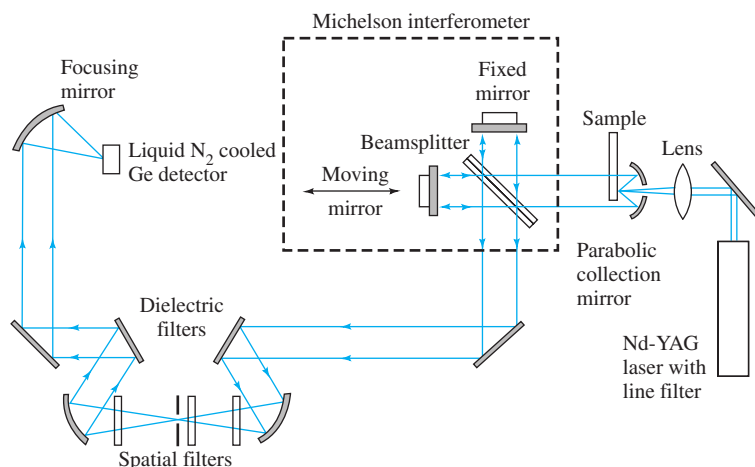 Michelson interferometer
Focusing
mirror
Fixed
mirror
Sample
Beamsplitter
Lens
Liquid N₂ cooled
Ge detector
Moving
mirror
Parabolic
collection
mirror
Dielectric
filters
Nd-YAG
laser with
line filter
Spatial filters